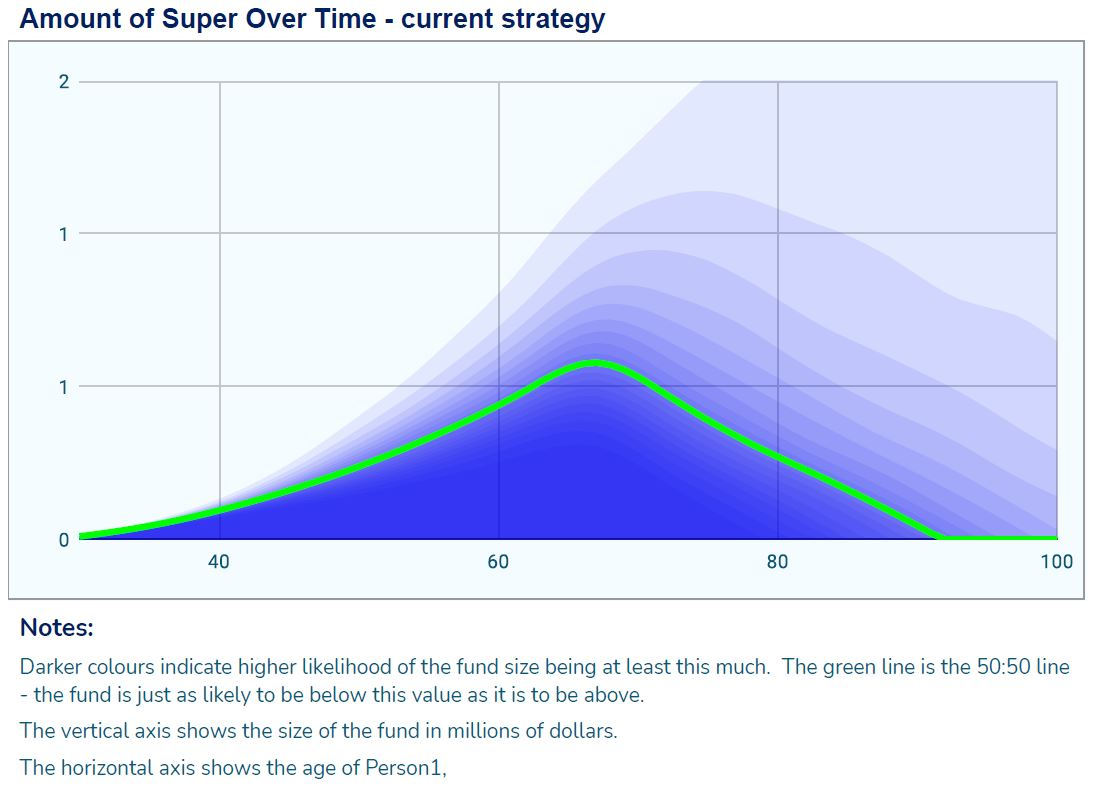 Amount of Super Over Time - current strategy
2
1
1
0
40 60 80 100
Notes:
Darker colours indicate higher likelihood of the fund size being at least this much.  The green line is the 50:50 line
- the fund is just as likely to be below this value as it is to be above.
The vertical axis shows the size of the fund in millions of dollars.
The horizontal axis shows the age of Person1,